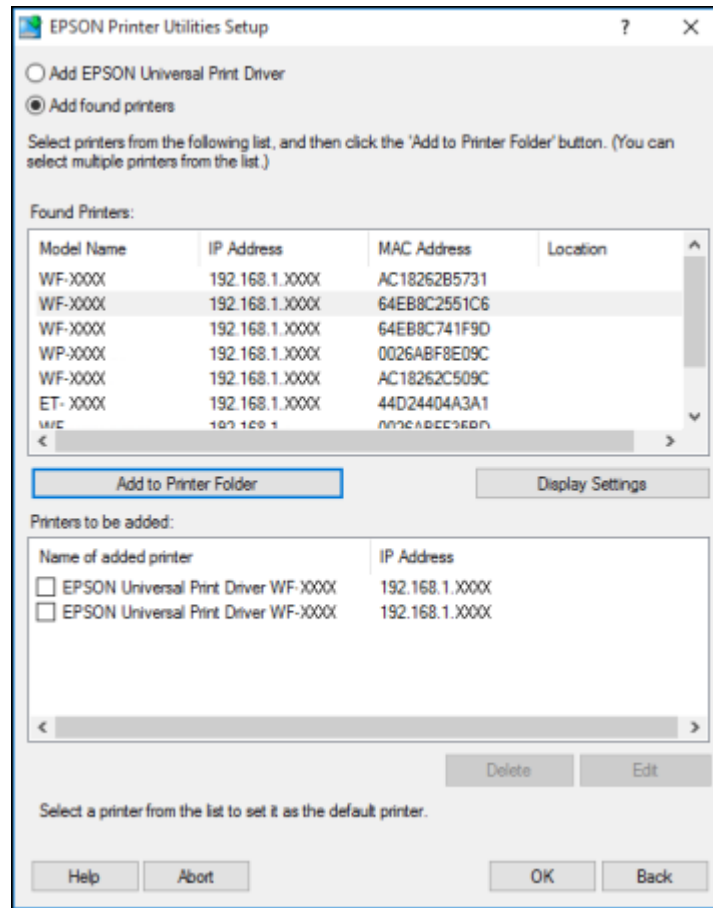 EPSON Printer Utilities Setup
Add EPSON Universal Print Driver
Add found printers
Select printers from the following list, and then click the 'Add to Printer Folder' button. (You can
select multiple printers from the list.)
Found Printers:
Model Name IP Address MAC Address Location
WF-XXXX 192.168.1.XXXX AC18262B5731
WF-XXXX 192.168.1.XXXX 64EB8C2551C6
WF-XXXX 192.168.1.XXXX 64EB8C741F9D
WP-XXXX 192.168.1.XXXX 0026ABF8E09C
WF-XXXX 192.168.1.XXXX AC18262C509C
ET- XXXX 192.168.1.XXXX 44D24404A3A1
Add to Printer Folder Display Settings
Printers to be added:
Name of added printer IP Address
EPSON Universal Print Driver WF-XXXX 192.168.1.XXXX
EPSON Universal Print Driver WF-XXXX 192.168.1.XXXX
Delete Edit
Select a printer from the list to set it as the default printer.
Help Abort OK Back